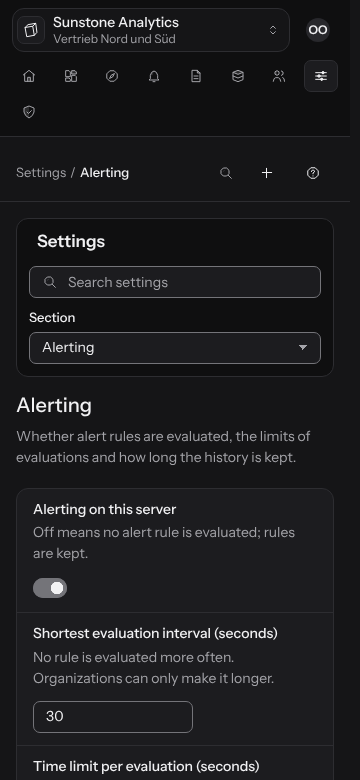 Sunstone Analytics
Vertrieb Nord und Süd
OO
Settings / Alerting
Settings
Search settings
Section
Alerting
Alerting
Whether alert rules are evaluated, the limits of
evaluations and how long the history is kept.
Alerting on this server
Off means no alert rule is evaluated; rules
are kept.
Shortest evaluation interval (seconds)
No rule is evaluated more often.
Organizations can only make it longer.
30
Time limit per evaluation (seconds)